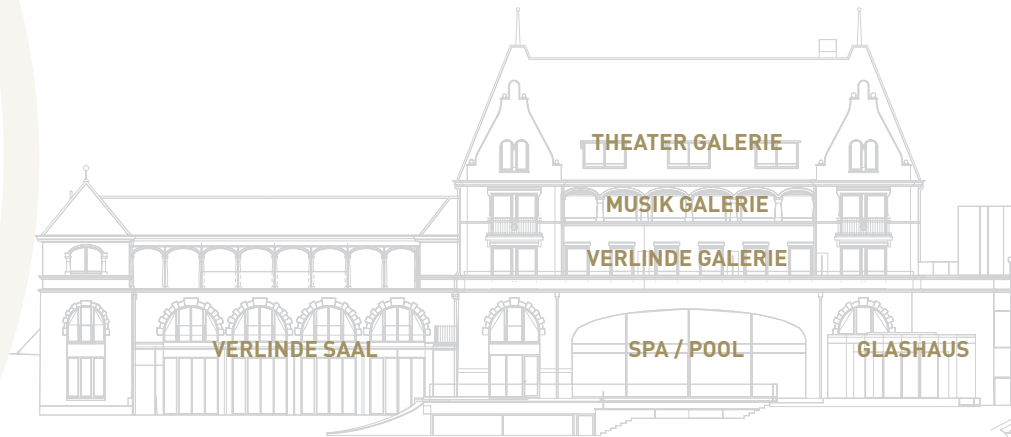 THEATER GALERIE
MUSIK GALERIE
VERLINDE GALERIE
VERLINDE SAAL
SPA / POOL
GLASHAUS